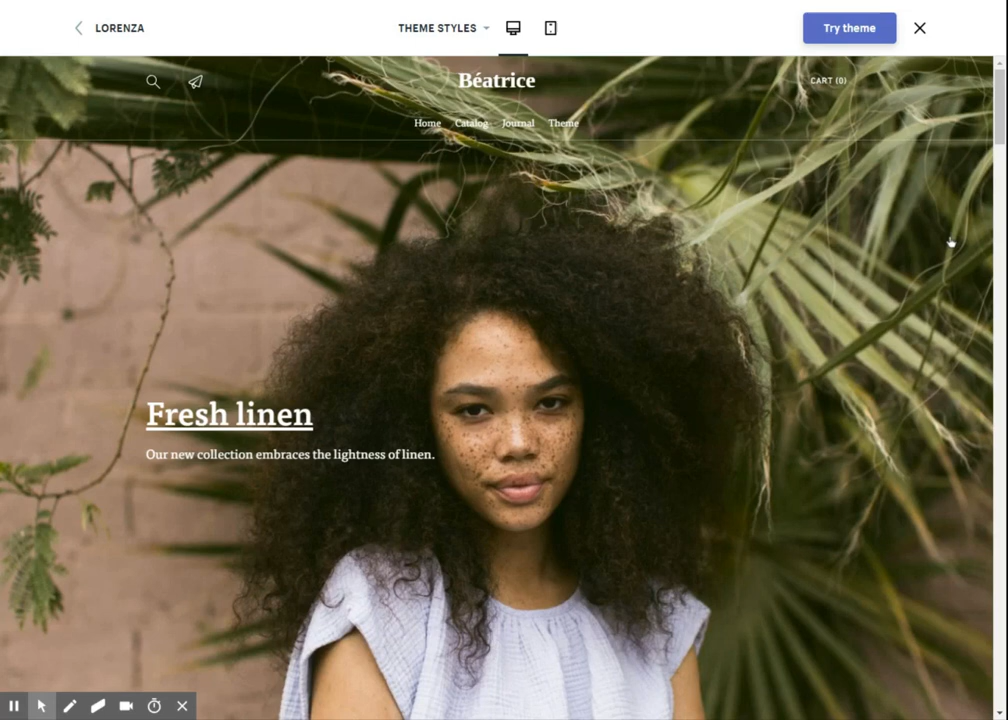 LORENZA
THEME STYLES
Try theme
Béatrice
CART (0)
Home Catalog Journal Theme
Fresh linen
Our new collection embraces the lightness of linen.